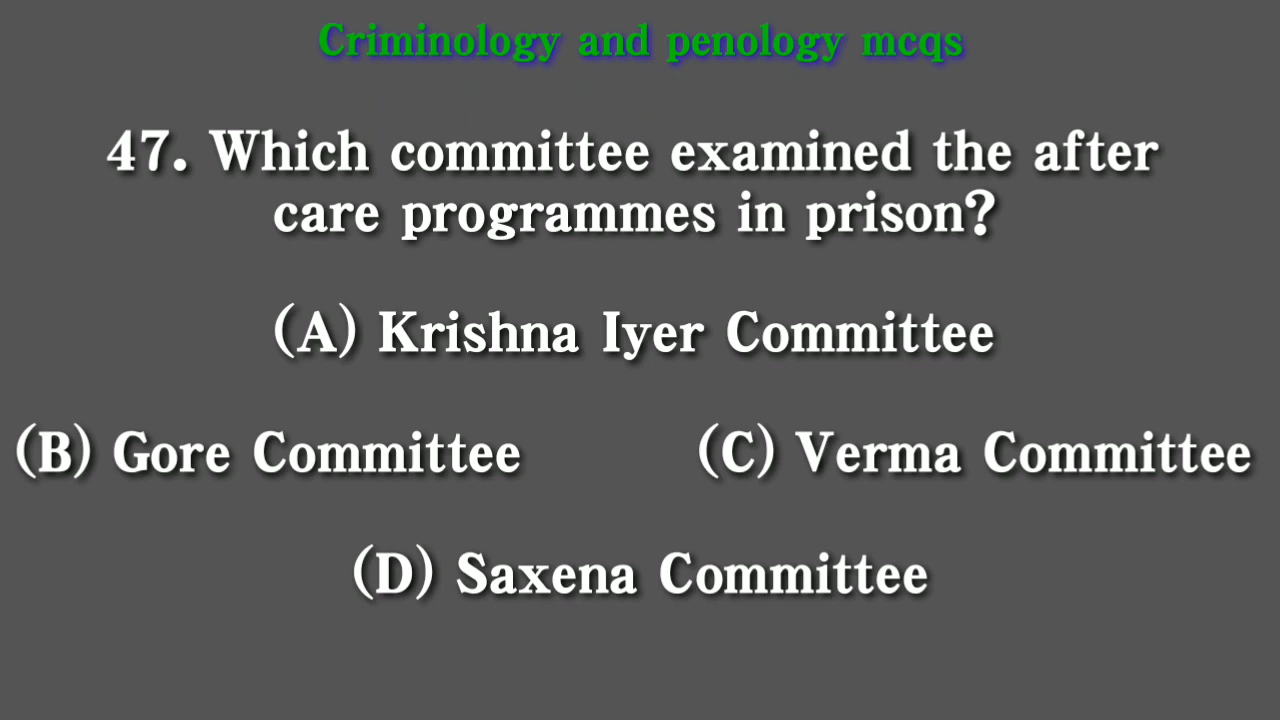 Criminology and penology mcqs
47. Which committee examined the after
care programmes in prison?
(A) Krishna Iyer Committee
(B) Gore Committee
(C) Verma Committee
(D) Saxena Committee